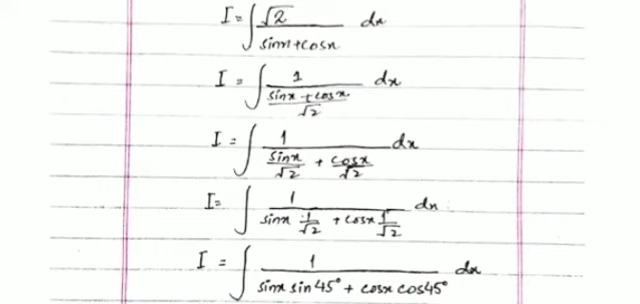 I = ∫ √2 / (sinx + cosx) dx
I = ∫ 1 / ((sinx + cosx)/√2) dx
I = ∫ 1 / (sinx/√2 + cosx/√2) dx
I = ∫ 1 / (sinx 1/√2 + cosx 1/√2) dx
I = ∫ 1 / (sinx sin45° + cosx cos45°) dx